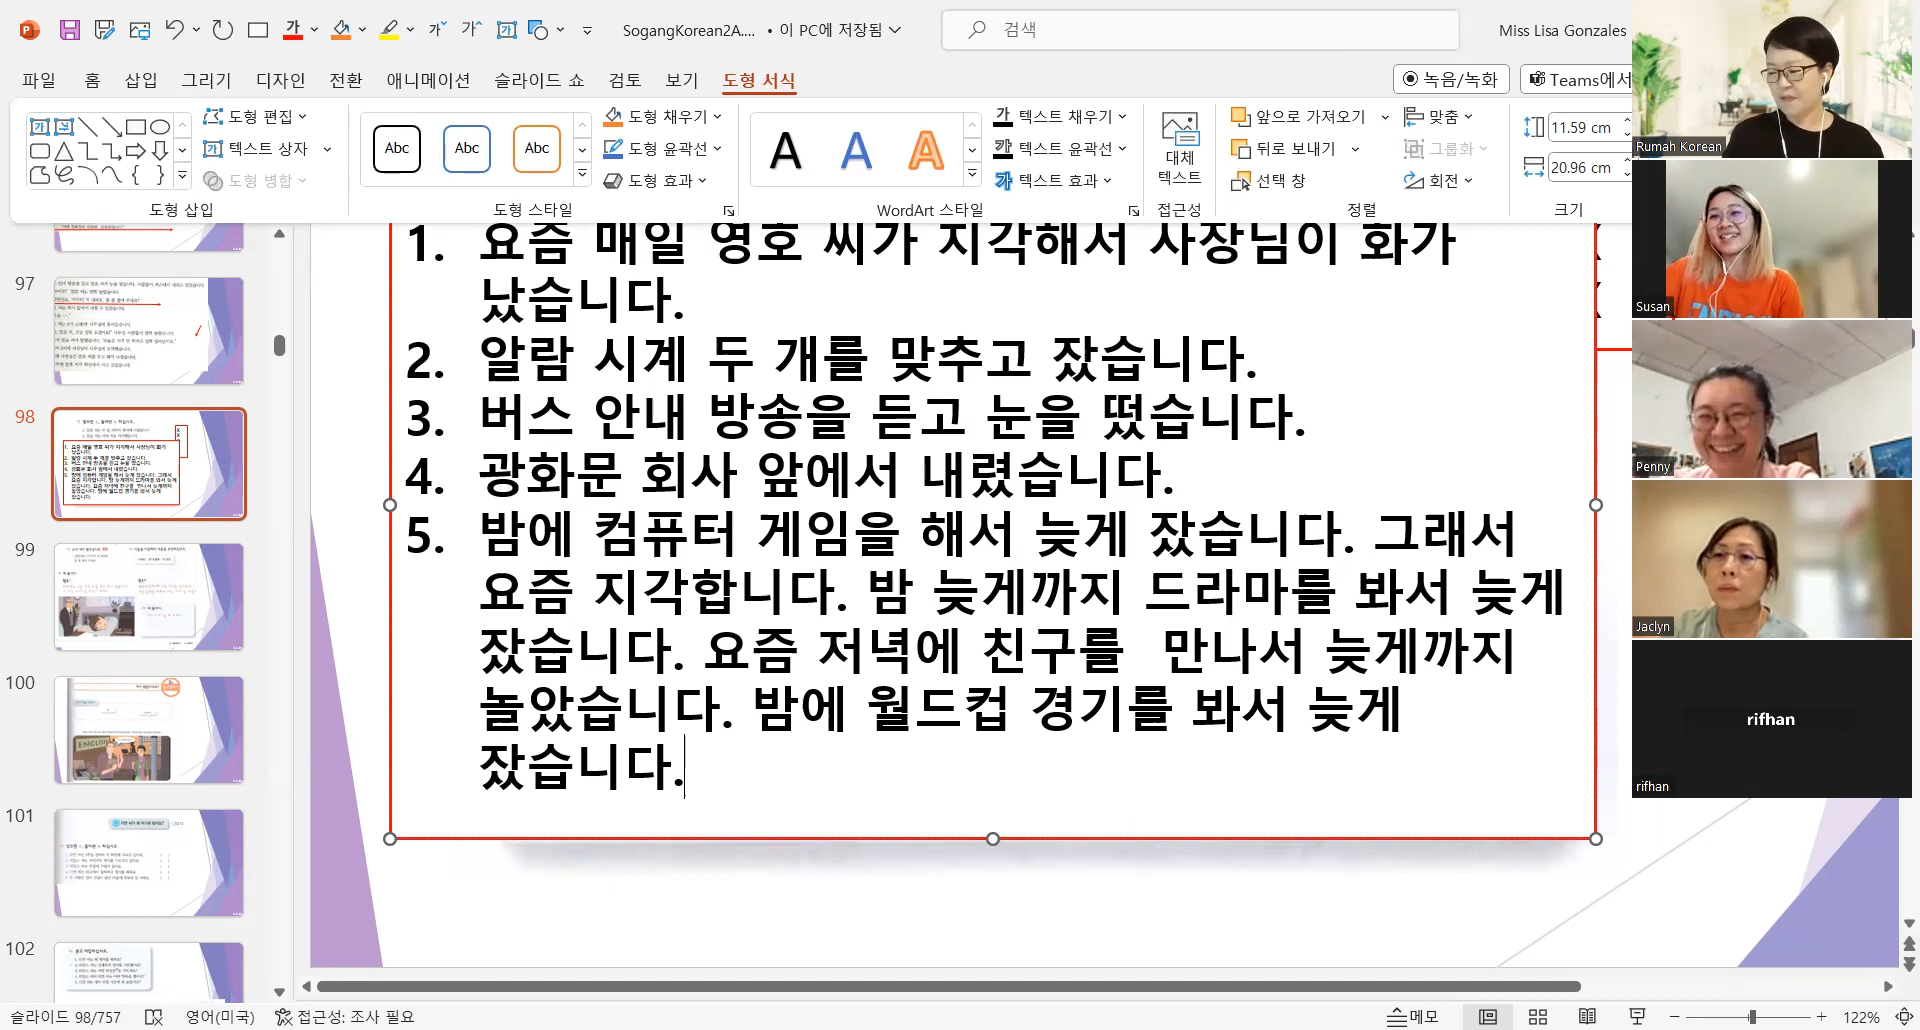 SogangKorean2A.... • 이 PC에 저장됨
검색
Miss Lisa Gonzales
파일 홈 삽입 그리기 디자인 전환 애니메이션 슬라이드 쇼 검토 보기 도형 서식
녹음/녹화
Teams에서
도형 편집
텍스트 상자
도형 병합
Abc Abc Abc
도형 채우기
도형 윤곽선
도형 효과
A A A
텍스트 채우기
텍스트 윤곽선
텍스트 효과
대체
텍스트
앞으로 가져오기
뒤로 보내기
선택 창
맞춤
그룹화
회전
11.59 cm
20.96 cm
도형 삽입
도형 스타일
WordArt 스타일
접근성
정렬
크기
97
98
99
100
101
102
1. 요즘 매일 영호 씨가 지각해서 사장님이 화가
났습니다.
2. 알람 시계 두 개를 맞추고 잤습니다.
3. 버스 안내 방송을 듣고 눈을 떴습니다.
4. 광화문 회사 앞에서 내렸습니다.
5. 밤에 컴퓨터 게임을 해서 늦게 잤습니다. 그래서
요즘 지각합니다. 밤 늦게까지 드라마를 봐서 늦게
잤습니다. 요즘 저녁에 친구를 만나서 늦게까지
놀았습니다. 밤에 월드컵 경기를 봐서 늦게
잤습니다.
Rumah Korean
Susan
Penny
Jaclyn
rifhan
rifhan
슬라이드 98/757
영어(미국)
접근성: 조사 필요
메모
122%